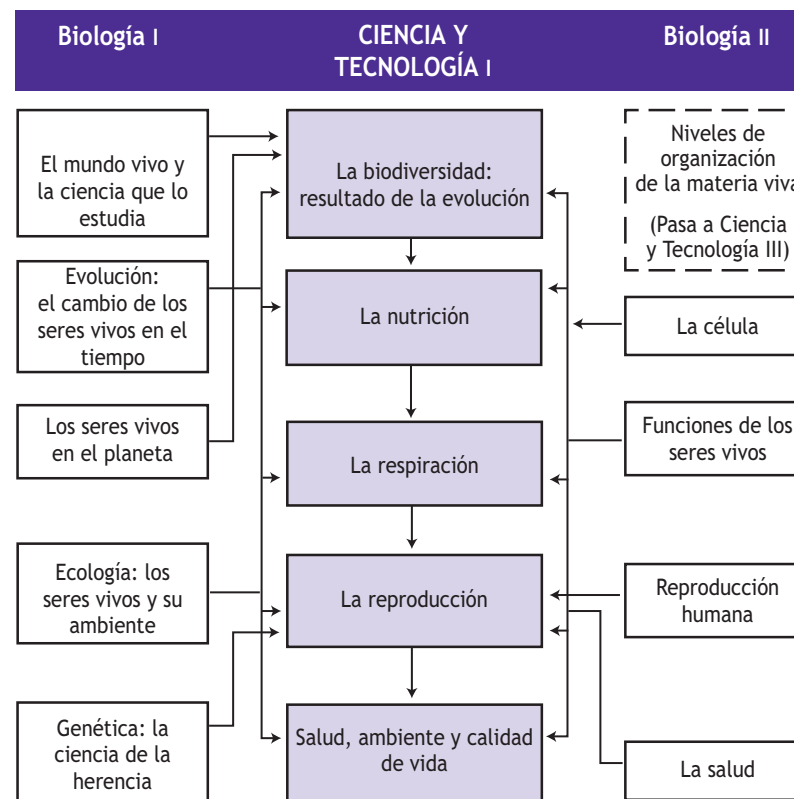 Biología I
CIENCIA Y
TECNOLOGÍA I
Biología II
El mundo vivo y
la ciencia que lo
estudia
Evolución:
el cambio de los
seres vivos en el
tiempo
Los seres vivos
en el planeta
Ecología: los
seres vivos y su
ambiente
Genética: la
ciencia de la
herencia
La biodiversidad:
resultado de la evolución
La nutrición
La respiración
La reproducción
Salud, ambiente y calidad
de vida
Niveles de
organización
de la materia viva
(Pasa a Ciencia
y Tecnología III)
La célula
Funciones de los
seres vivos
Reproducción
humana
La salud